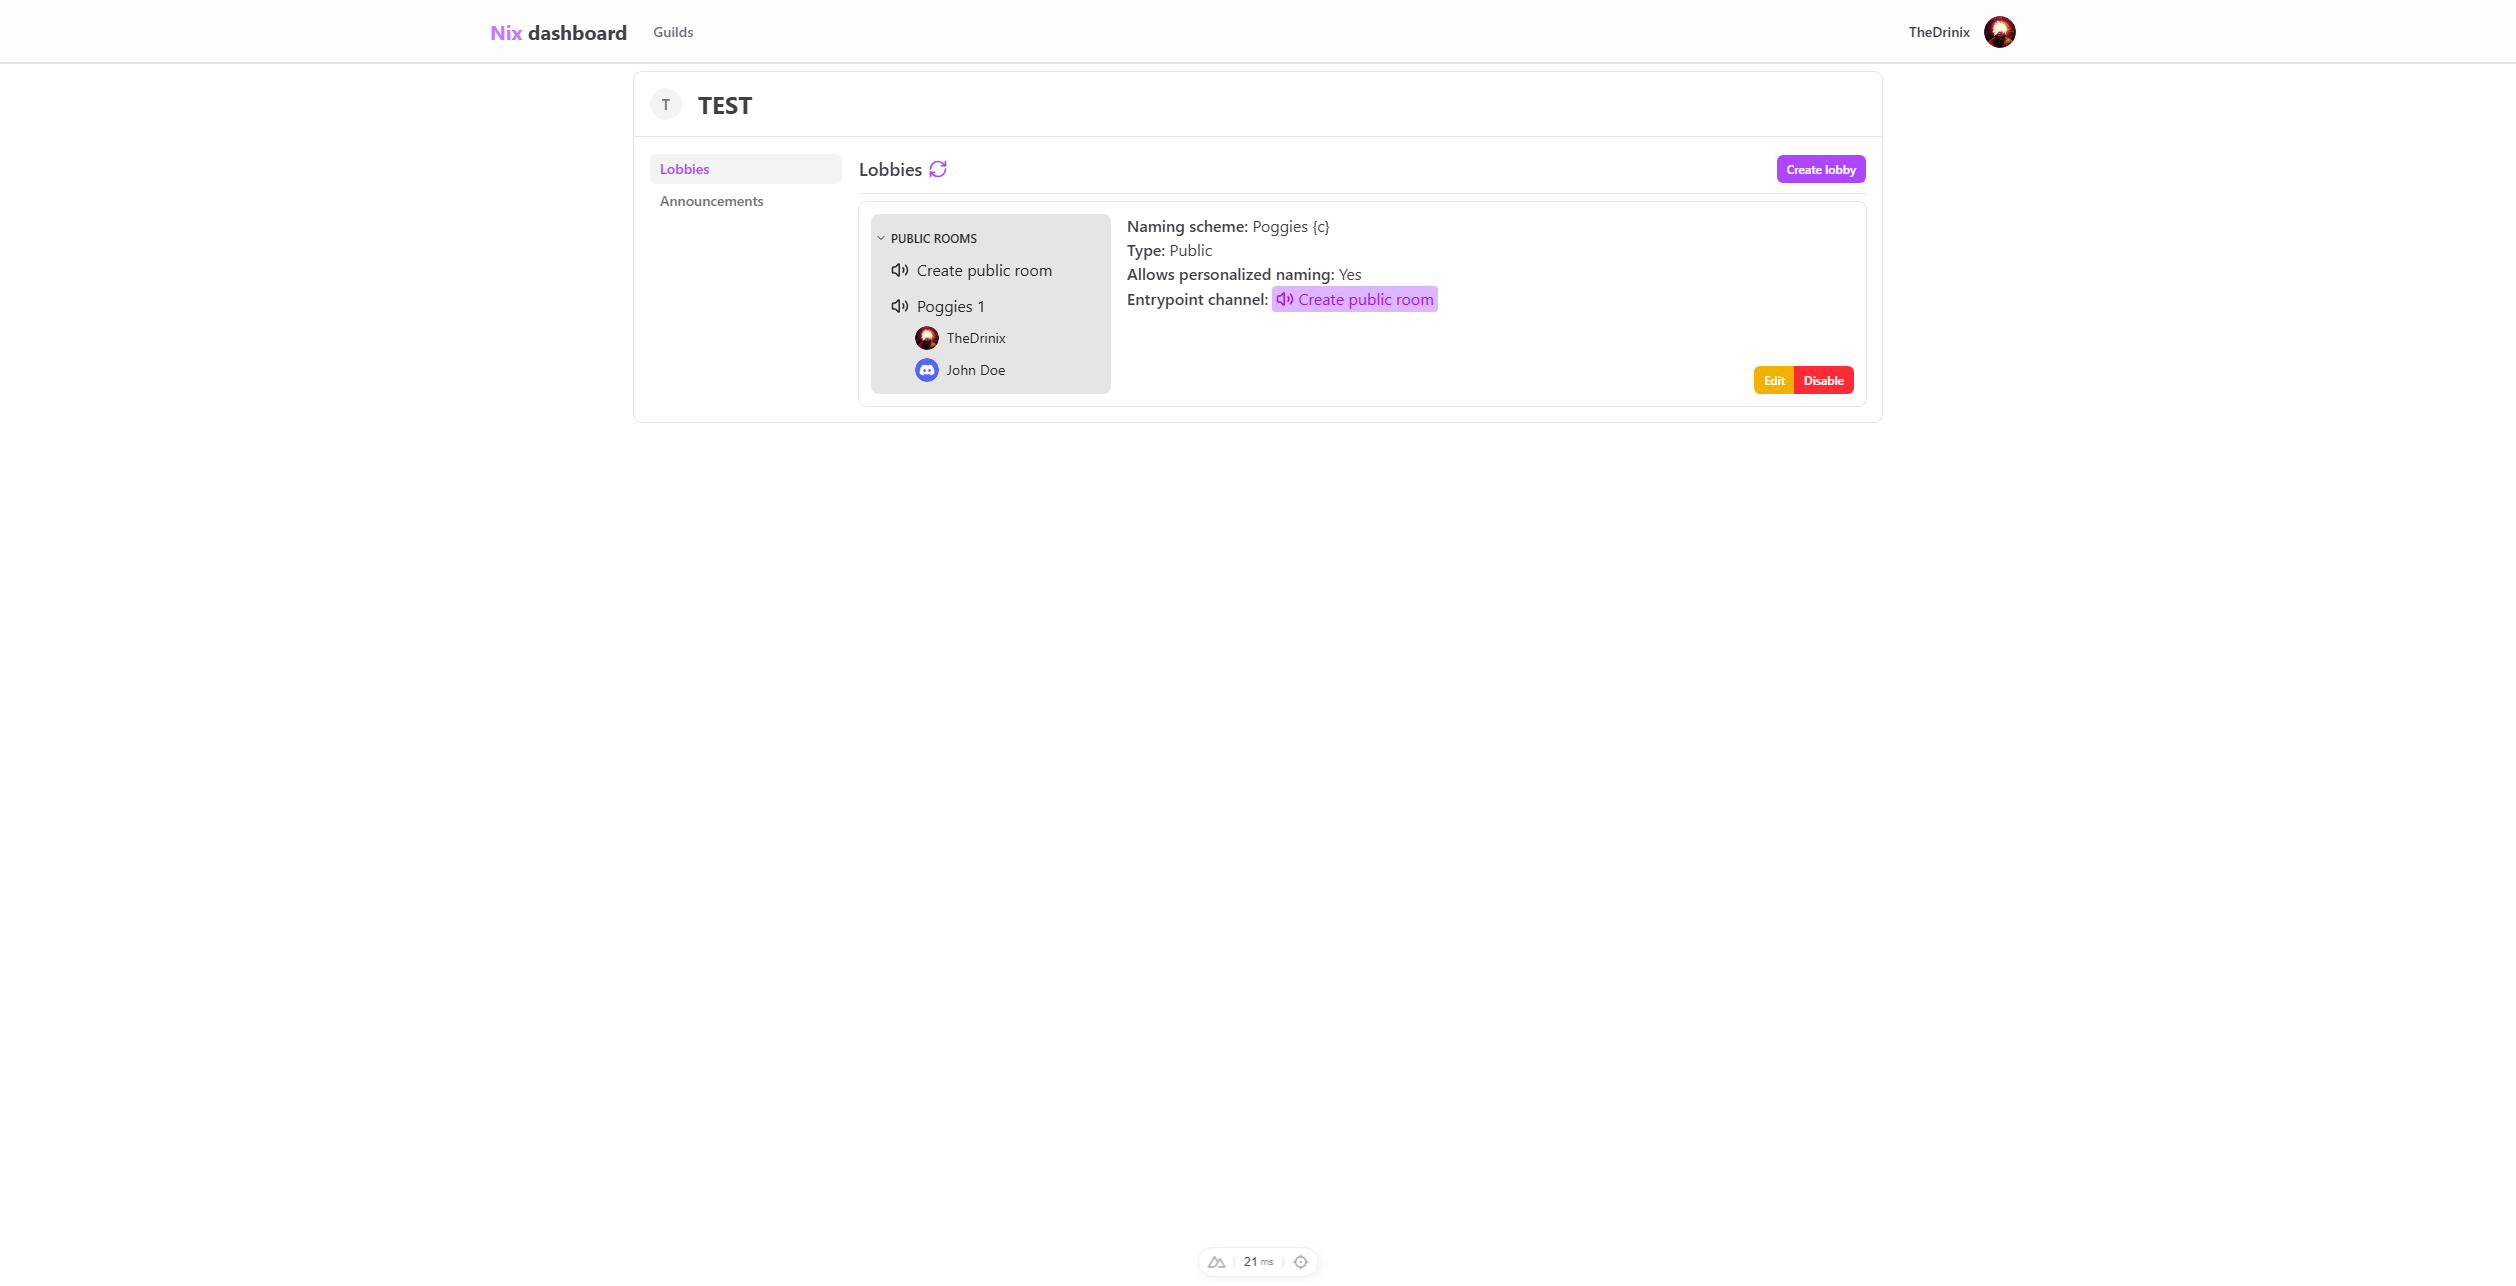 Nix dashboard Guilds TheDrinix
T TEST
Lobbies
Announcements
Lobbies Create lobby
PUBLIC ROOMS
Create public room
Poggies 1
TheDrinix
John Doe
Naming scheme: Poggies {c}
Type: Public
Allows personalized naming: Yes
Entrypoint channel: Create public room
Edit Disable
21 ms